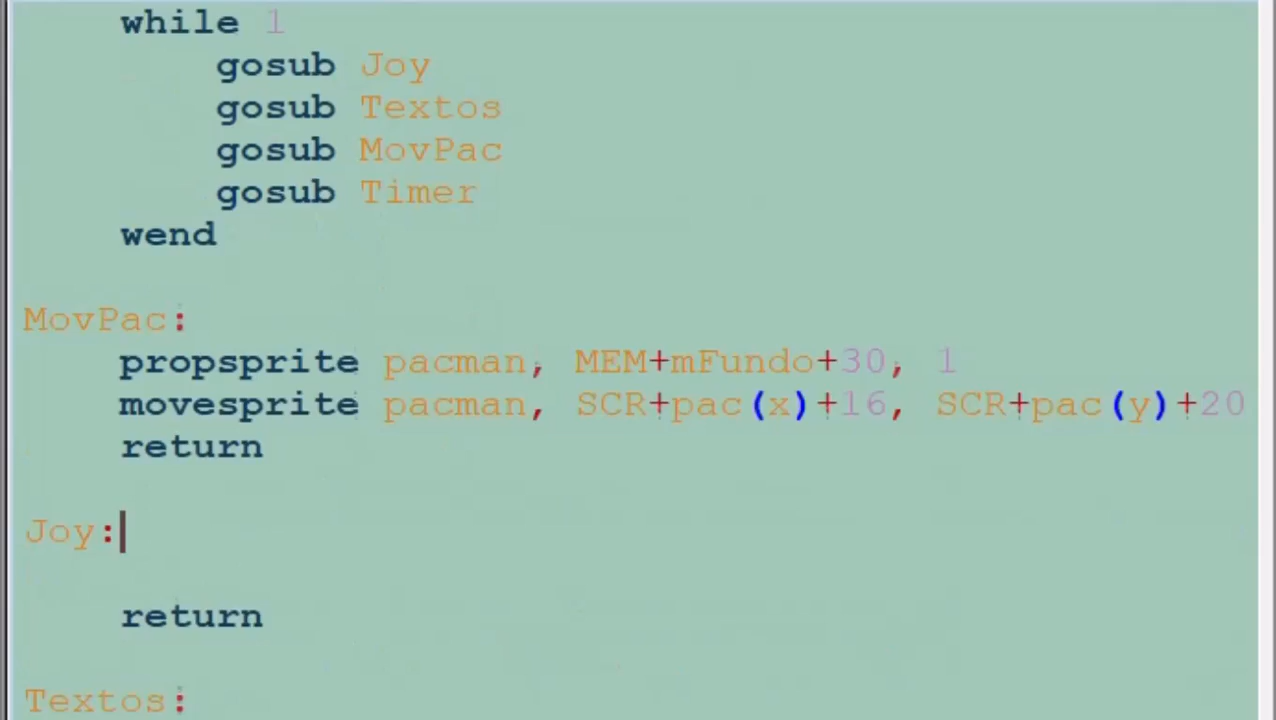 while 1
gosub Joy
gosub Textos
gosub MovPac
gosub Timer
wend
MovPac:
propsprite pacman, MEM+mFundo+30, 1
movesprite pacman, SCR+pac(x)+16, SCR+pac(y)+20
return
Joy:
return
Textos: